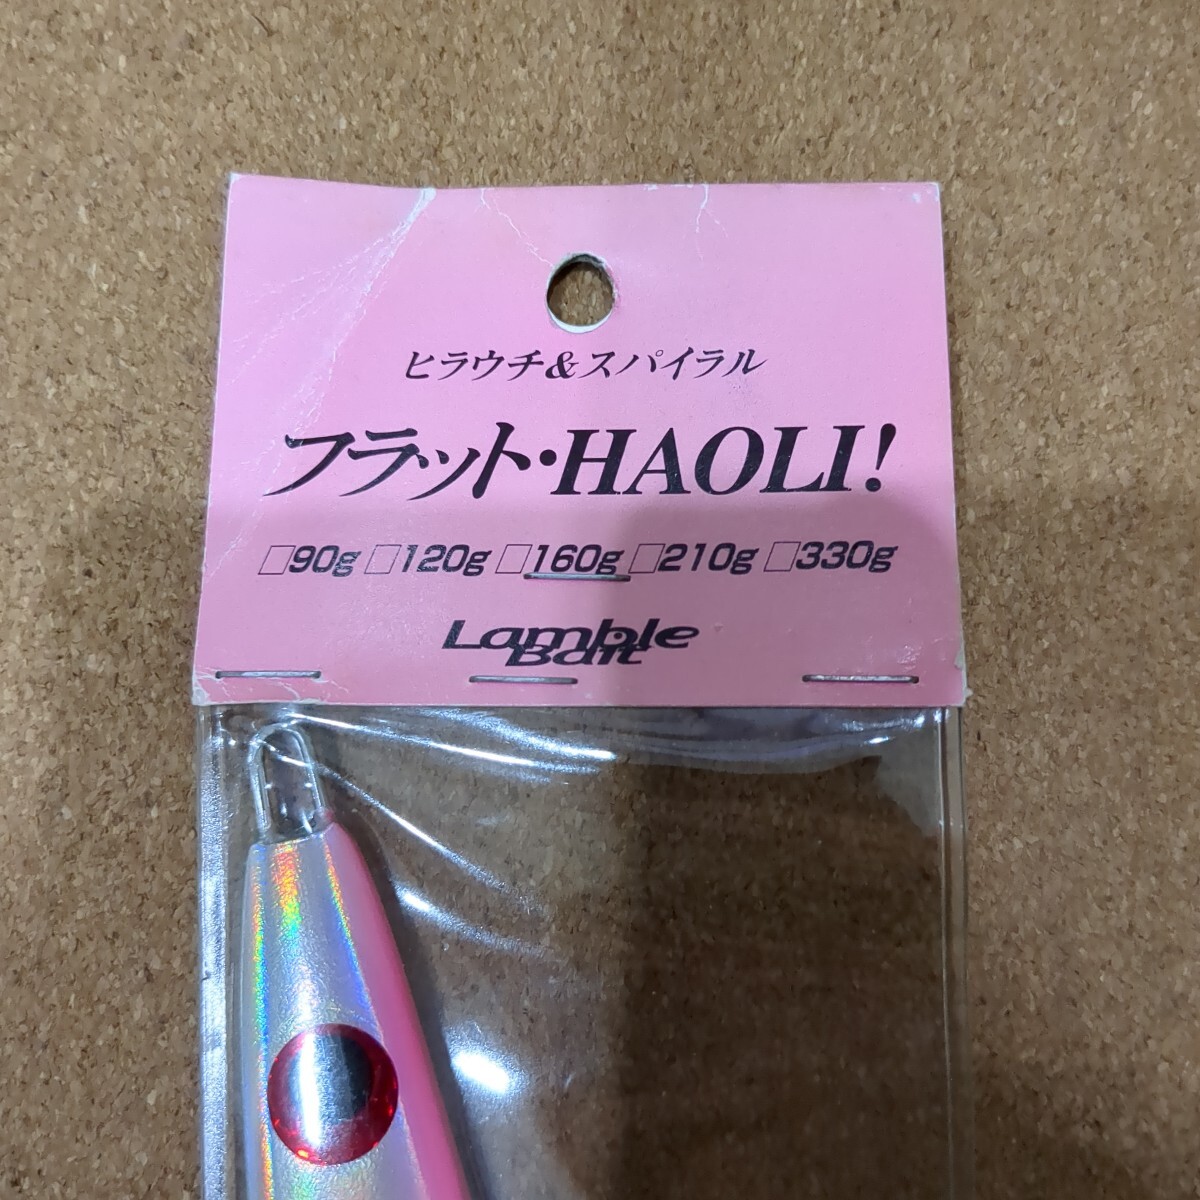 ヒラウチ&スパイラル
フラット・HAOLI!
□90g □120g □160g □210g □330g
Lamble
Bait